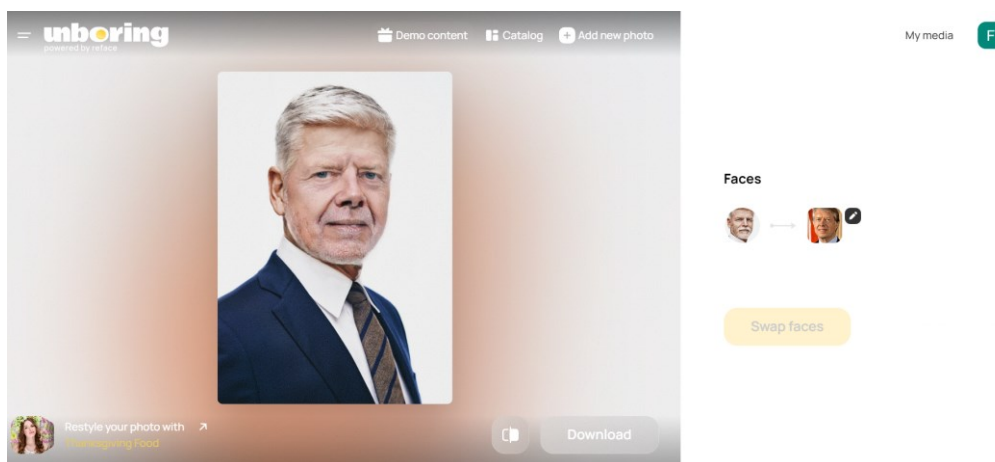 unboring
powered by reface
Demo content
Catalog
Add new photo
My media
F
Faces
Swap faces
Restyle your photo with
Thanksgiving Food
Download